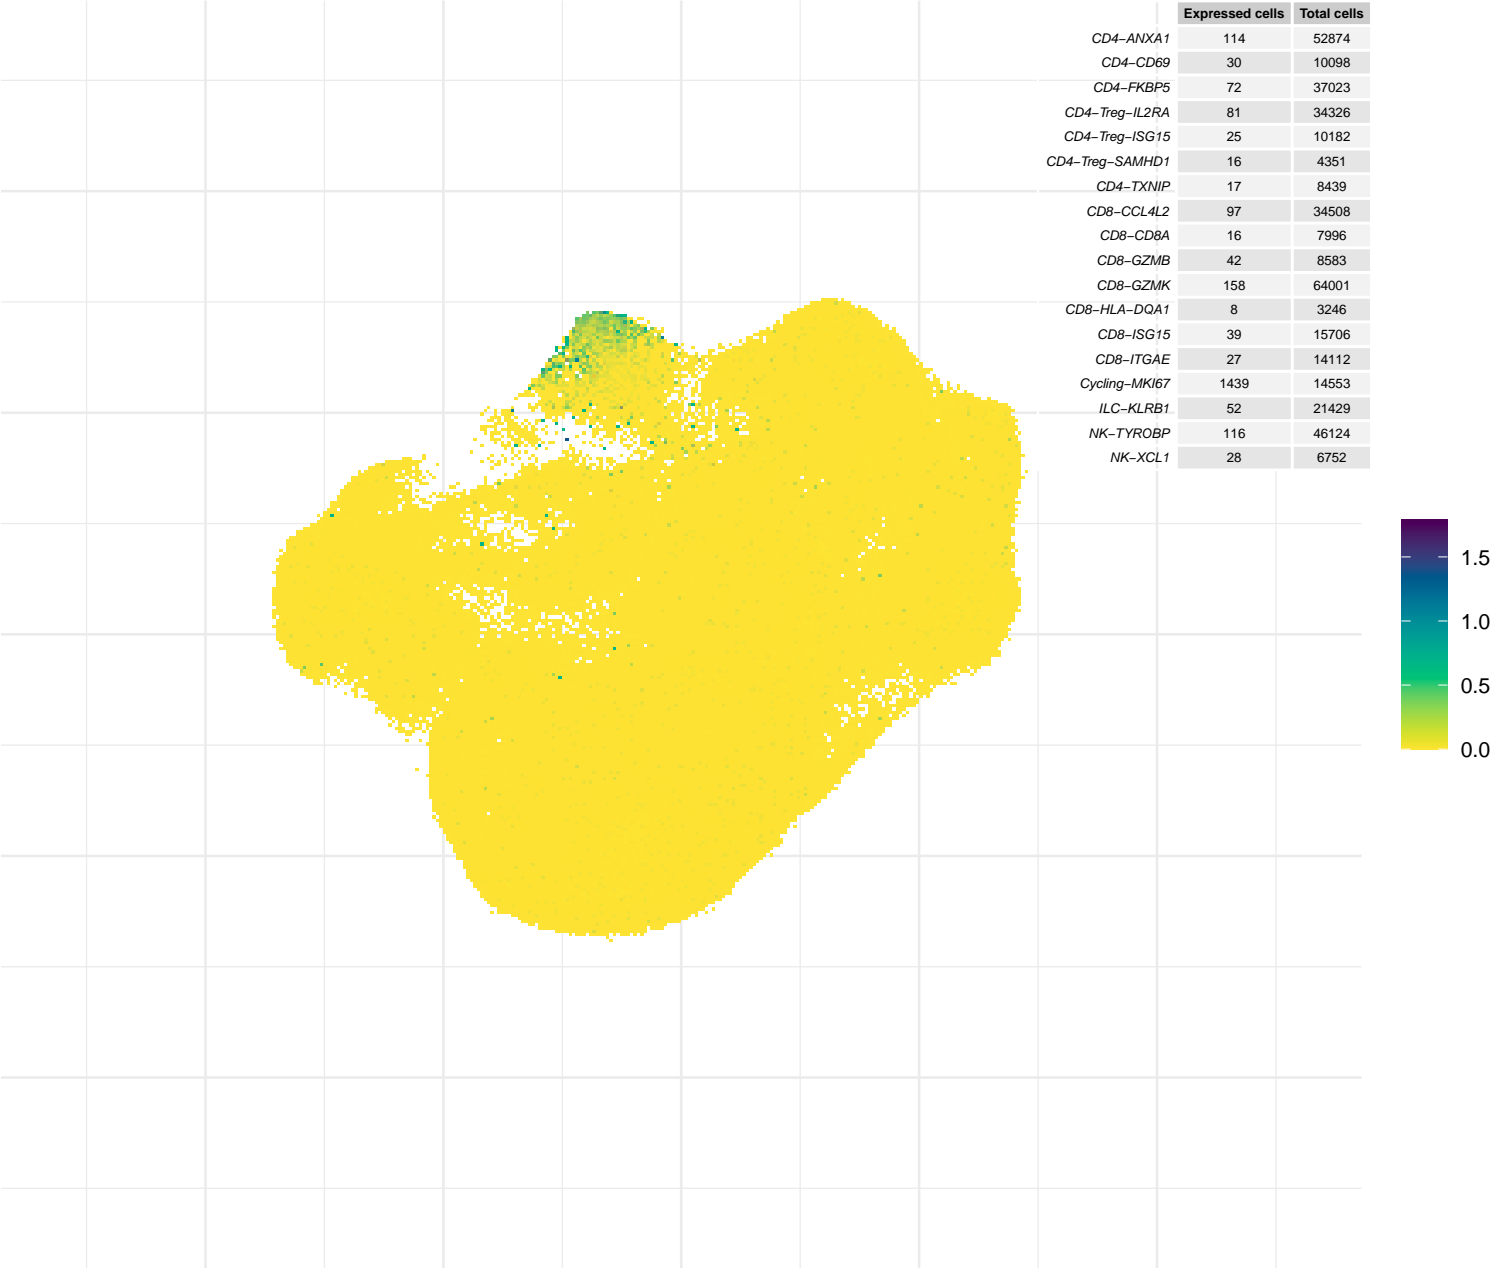 Expressed cells Total cells
CD4−ANXA1 114 52874
CD4−CD69 30 10098
CD4−FKBP5 72 37023
CD4−Treg−IL2RA 81 34326
CD4−Treg−ISG15 25 10182
CD4−Treg−SAMHD1 16 4351
CD4−TXNIP 17 8439
CD8−CCL4L2 97 34508
CD8−CD8A 16 7996
CD8−GZMB 42 8583
CD8−GZMK 158 64001
CD8−HLA−DQA1 8 3246
CD8−ISG15 39 15706
CD8−ITGAE 27 14112
Cycling−MKI67 1439 14553
ILC−KLRB1 52 21429
NK−TYROBP 116 46124
NK−XCL1 28 6752
1.5
1.0
0.5
0.0